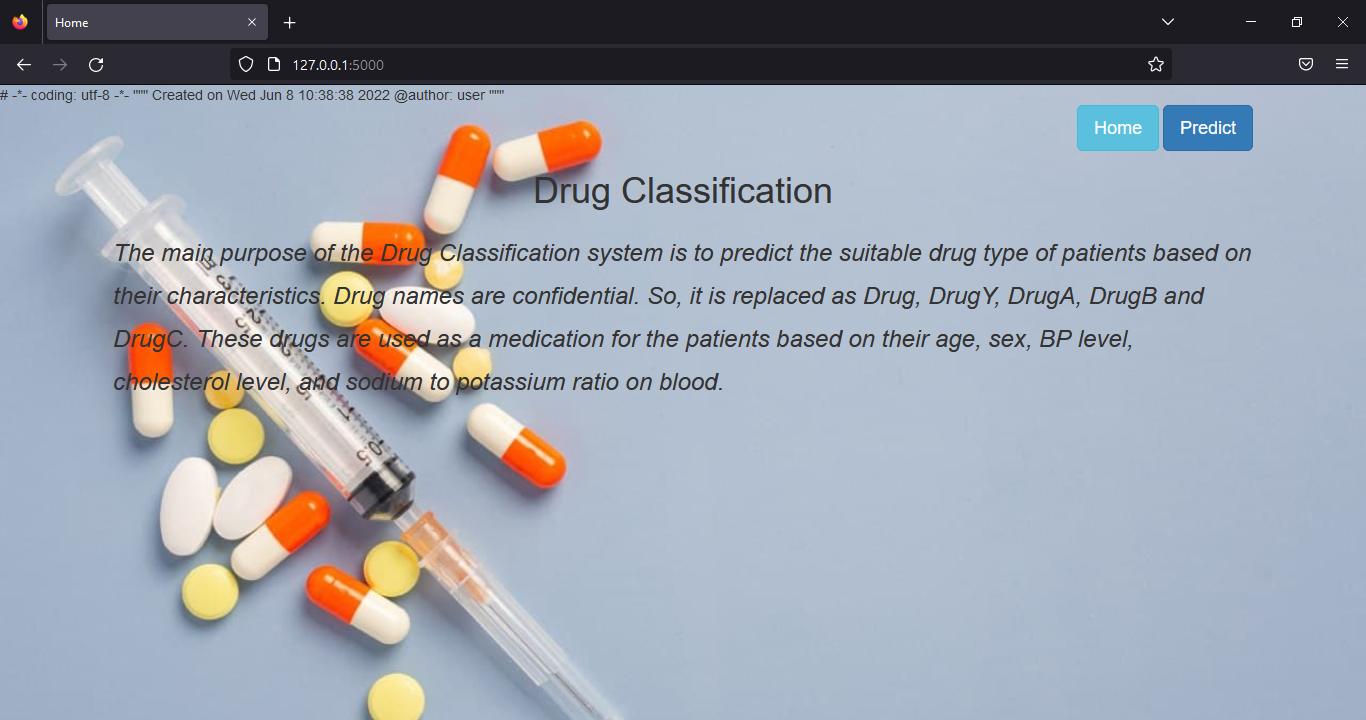 Home
127.0.0.1:5000
# -*- coding: utf-8 -*- """ Created on Wed Jun 8 10:38:38 2022 @author: user """
Home Predict
Drug Classification
The main purpose of the Drug Classification system is to predict the suitable drug type of patients based on
their characteristics. Drug names are confidential. So, it is replaced as Drug, DrugY, DrugA, DrugB and
DrugC. These drugs are used as a medication for the patients based on their age, sex, BP level,
cholesterol level, and sodium to potassium ratio on blood.
1
0.5